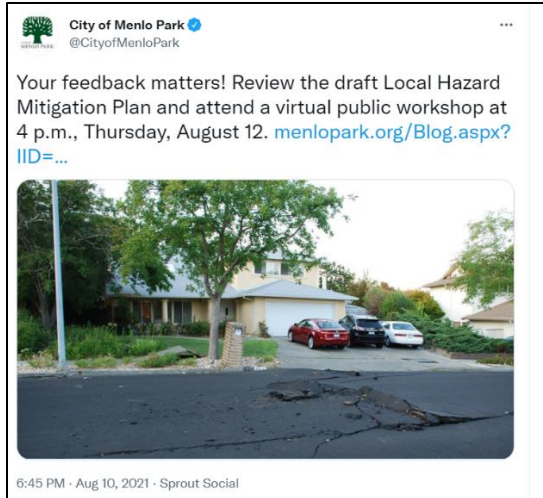 City of Menlo Park
@CityofMenloPark
MENLO PARK
Your feedback matters! Review the draft Local Hazard
Mitigation Plan and attend a virtual public workshop at
4 p.m., Thursday, August 12. menlopark.org/Blog.aspx?
IID=...
6:45 PM · Aug 10, 2021 · Sprout Social